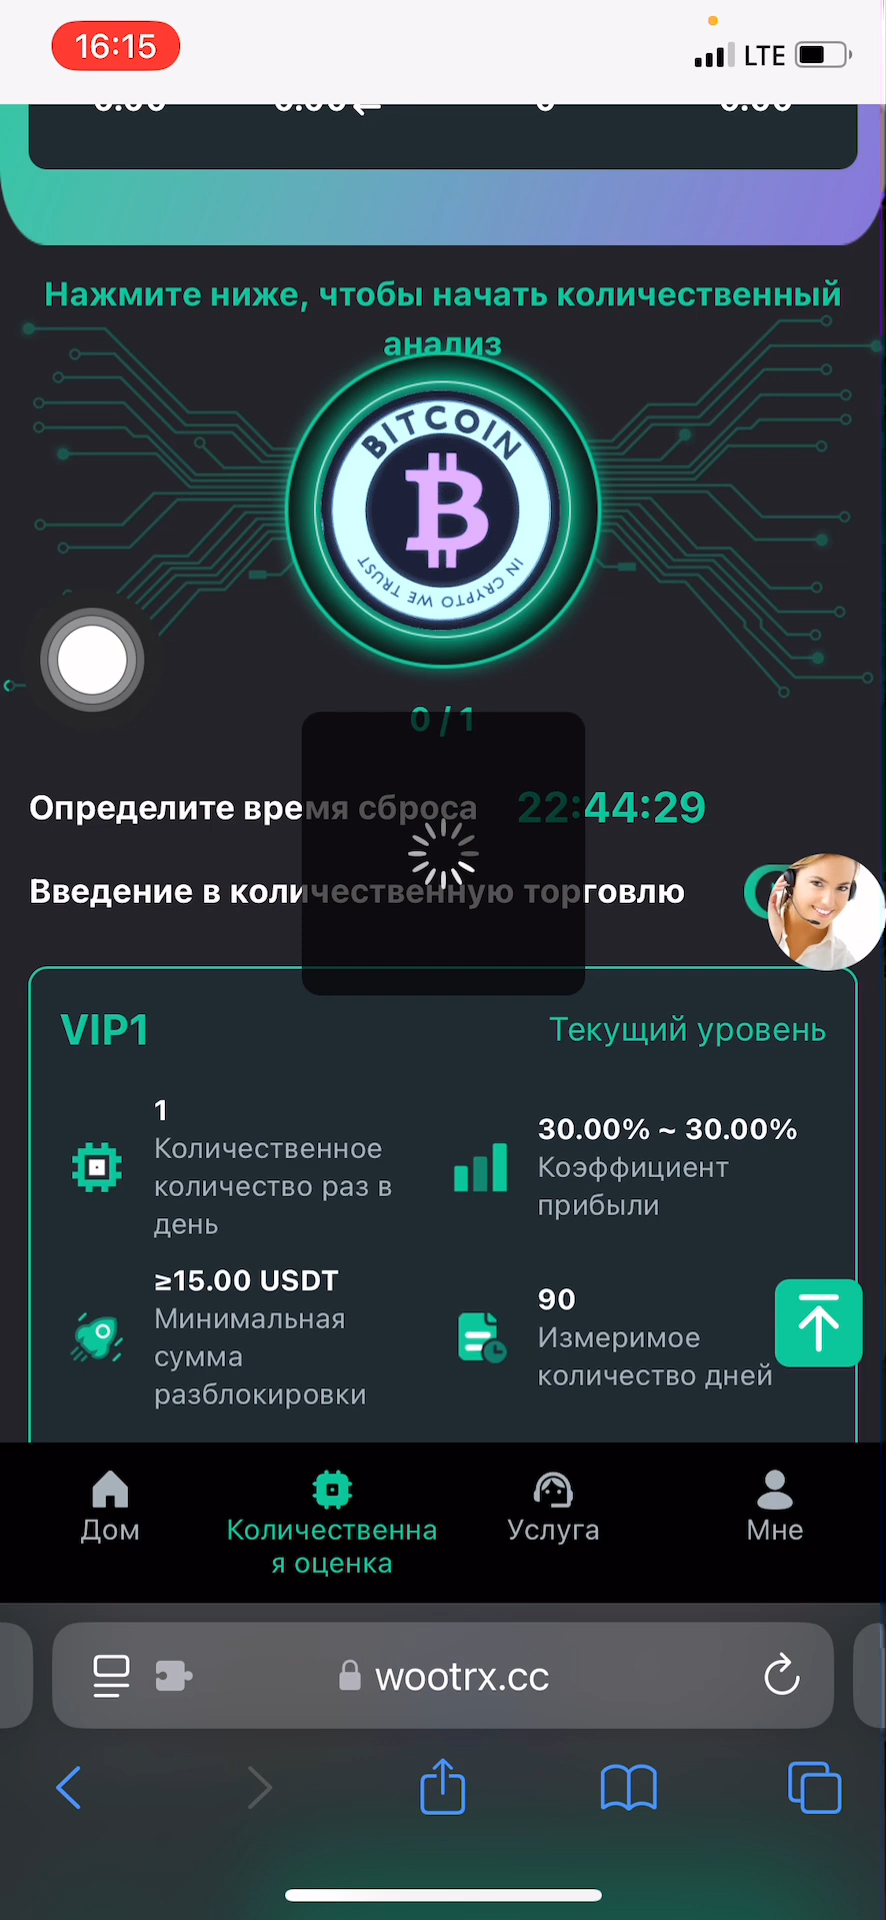 16:15
LTE
Нажмите ниже, чтобы начать количественный
анализ
BITCOIN
IN CRYPTO WE TRUST
0 / 1
Определите время сброса 22:44:29
Введение в количественную торговлю
VIP1
Текущий уровень
1
Количественное
количество раз в
день
30.00% ~ 30.00%
Коэффициент
прибыли
≥15.00 USDT
Минимальная
сумма
разблокировки
90
Измеримое
количество дней
Дом
Количественна
я оценка
Услуга
Мне
wootrx.cc